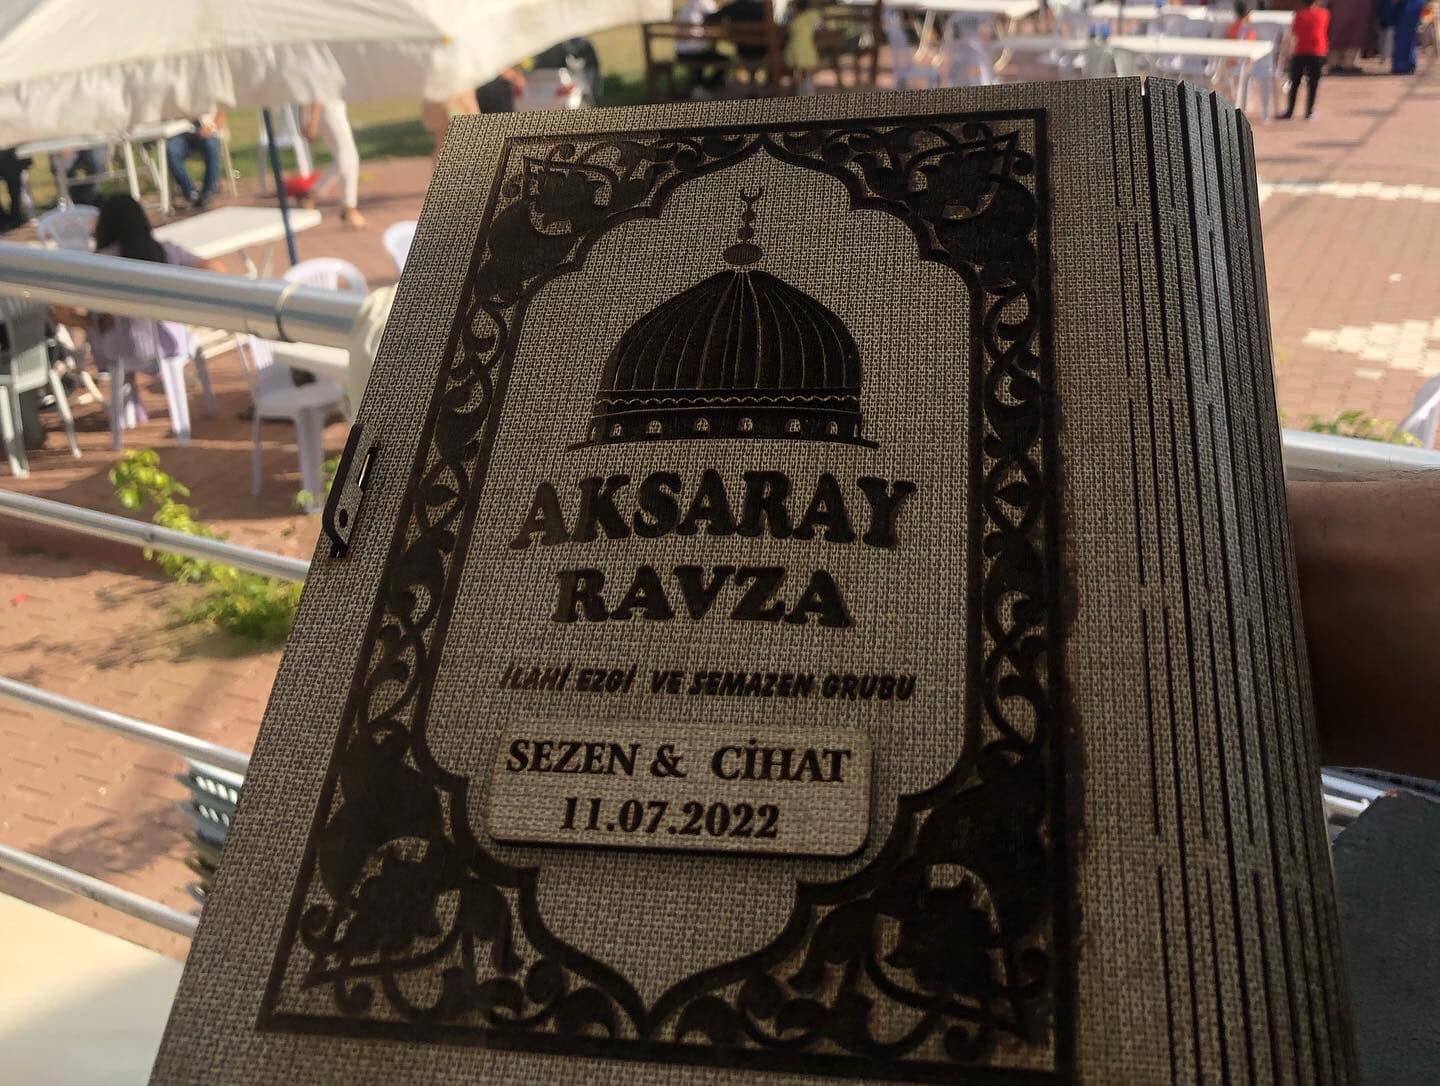 AKSARAY
RAVZA
İLAHİ EZGİ VE SEMAZEN GRUBU
SEZEN & CİHAT
11.07.2022